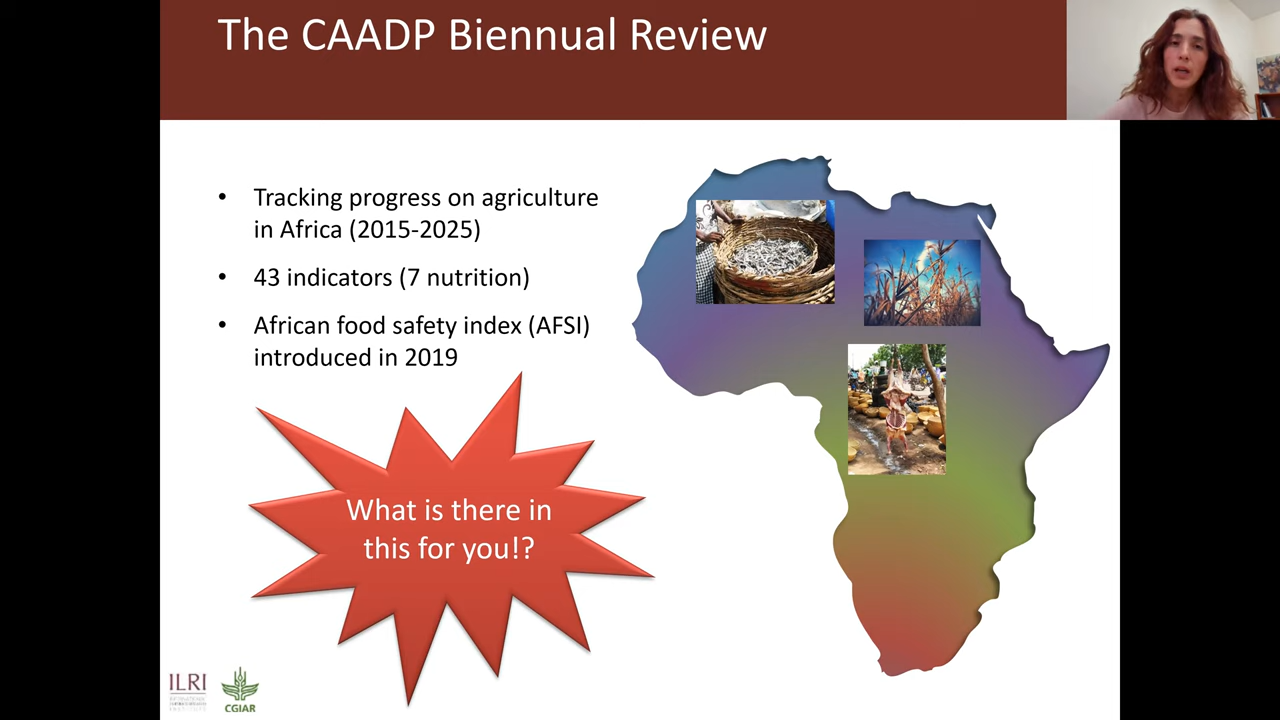 The CAADP Biennual Review
• Tracking progress on agriculture
in Africa (2015-2025)
• 43 indicators (7 nutrition)
• African food safety index (AFSI)
introduced in 2019
What is there in
this for you!?
ILRI
CGIAR